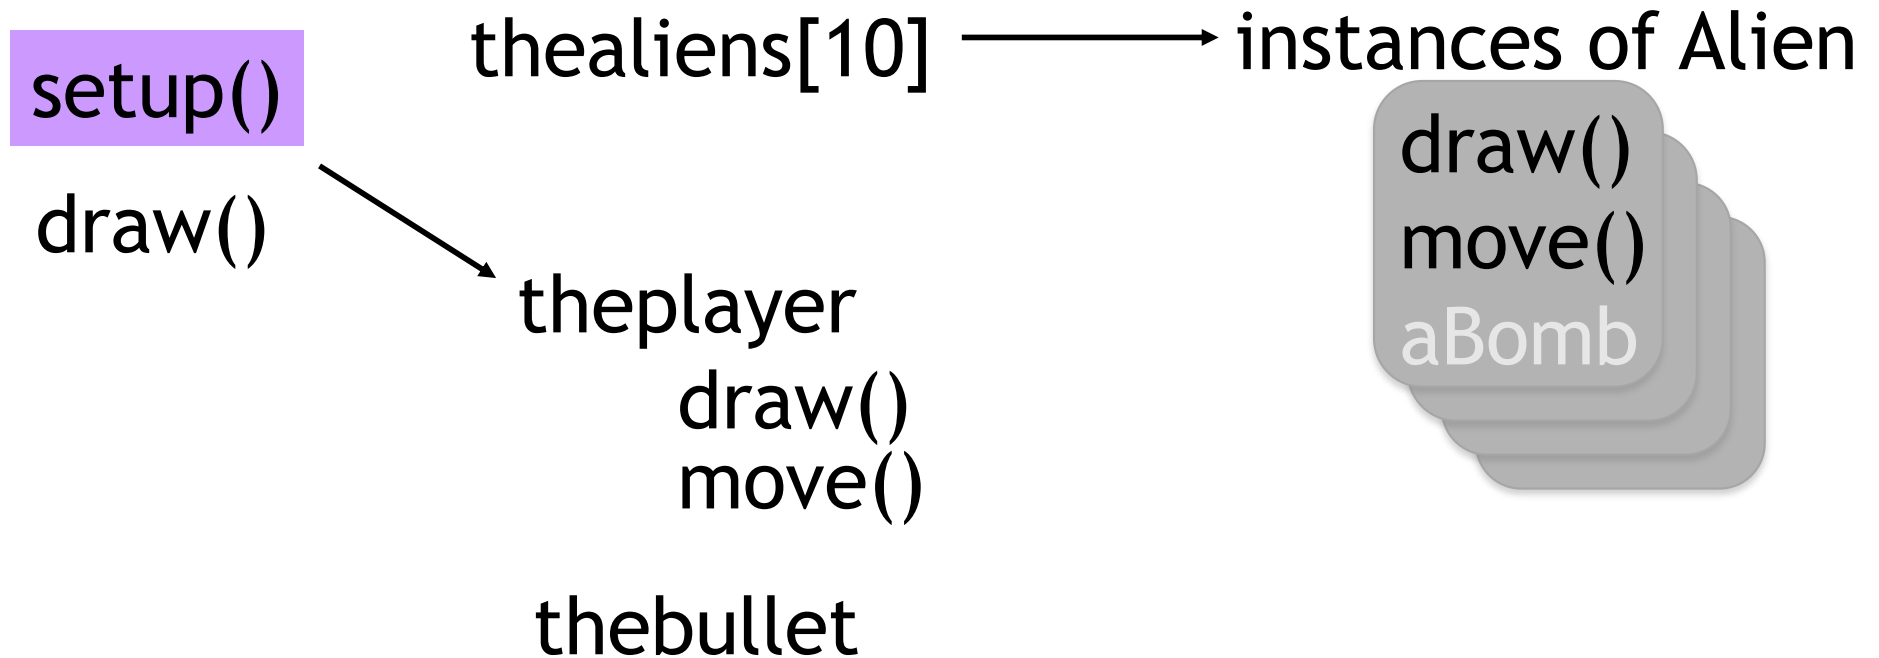 setup()
draw()
thealiens[10]
theplayer
draw()
move()
thebullet
instances of Alien
draw()
move()
aBomb